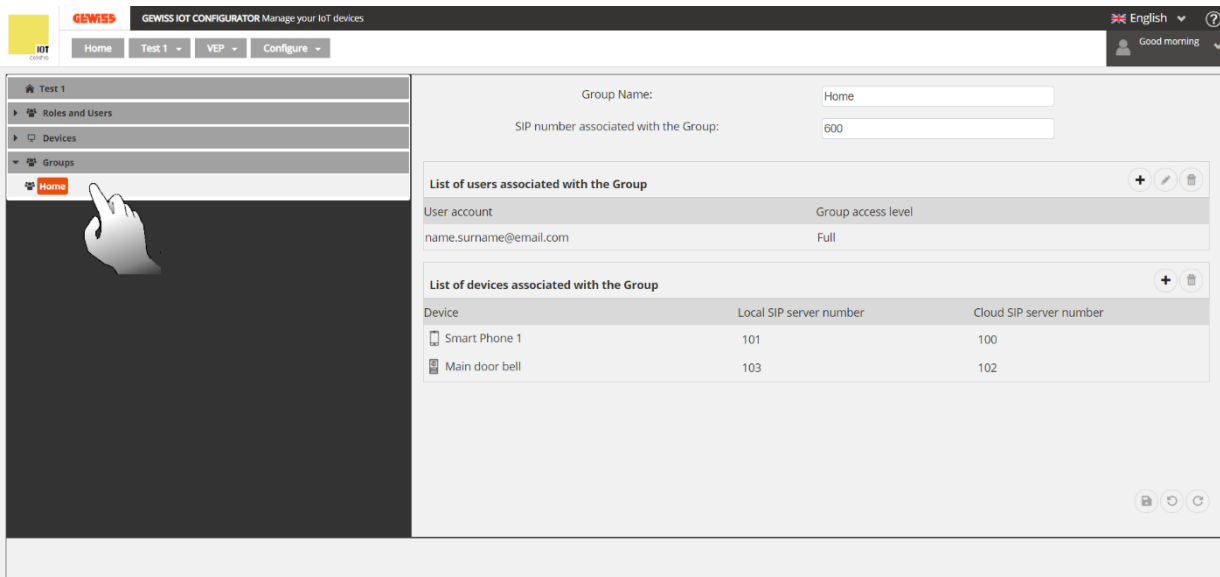 GEWISS GEWISS IOT CONFIGURATOR Manage your IoT devices English ?
IOT
CONFIG
Home Test 1 VEP Configure Good morning
Test 1
Roles and Users
Devices
Groups
Home
Group Name: Home
SIP number associated with the Group: 600
List of users associated with the Group
User account Group access level
name.surname@email.com Full
List of devices associated with the Group
Device Local SIP server number Cloud SIP server number
Smart Phone 1 101 100
Main door bell 103 102